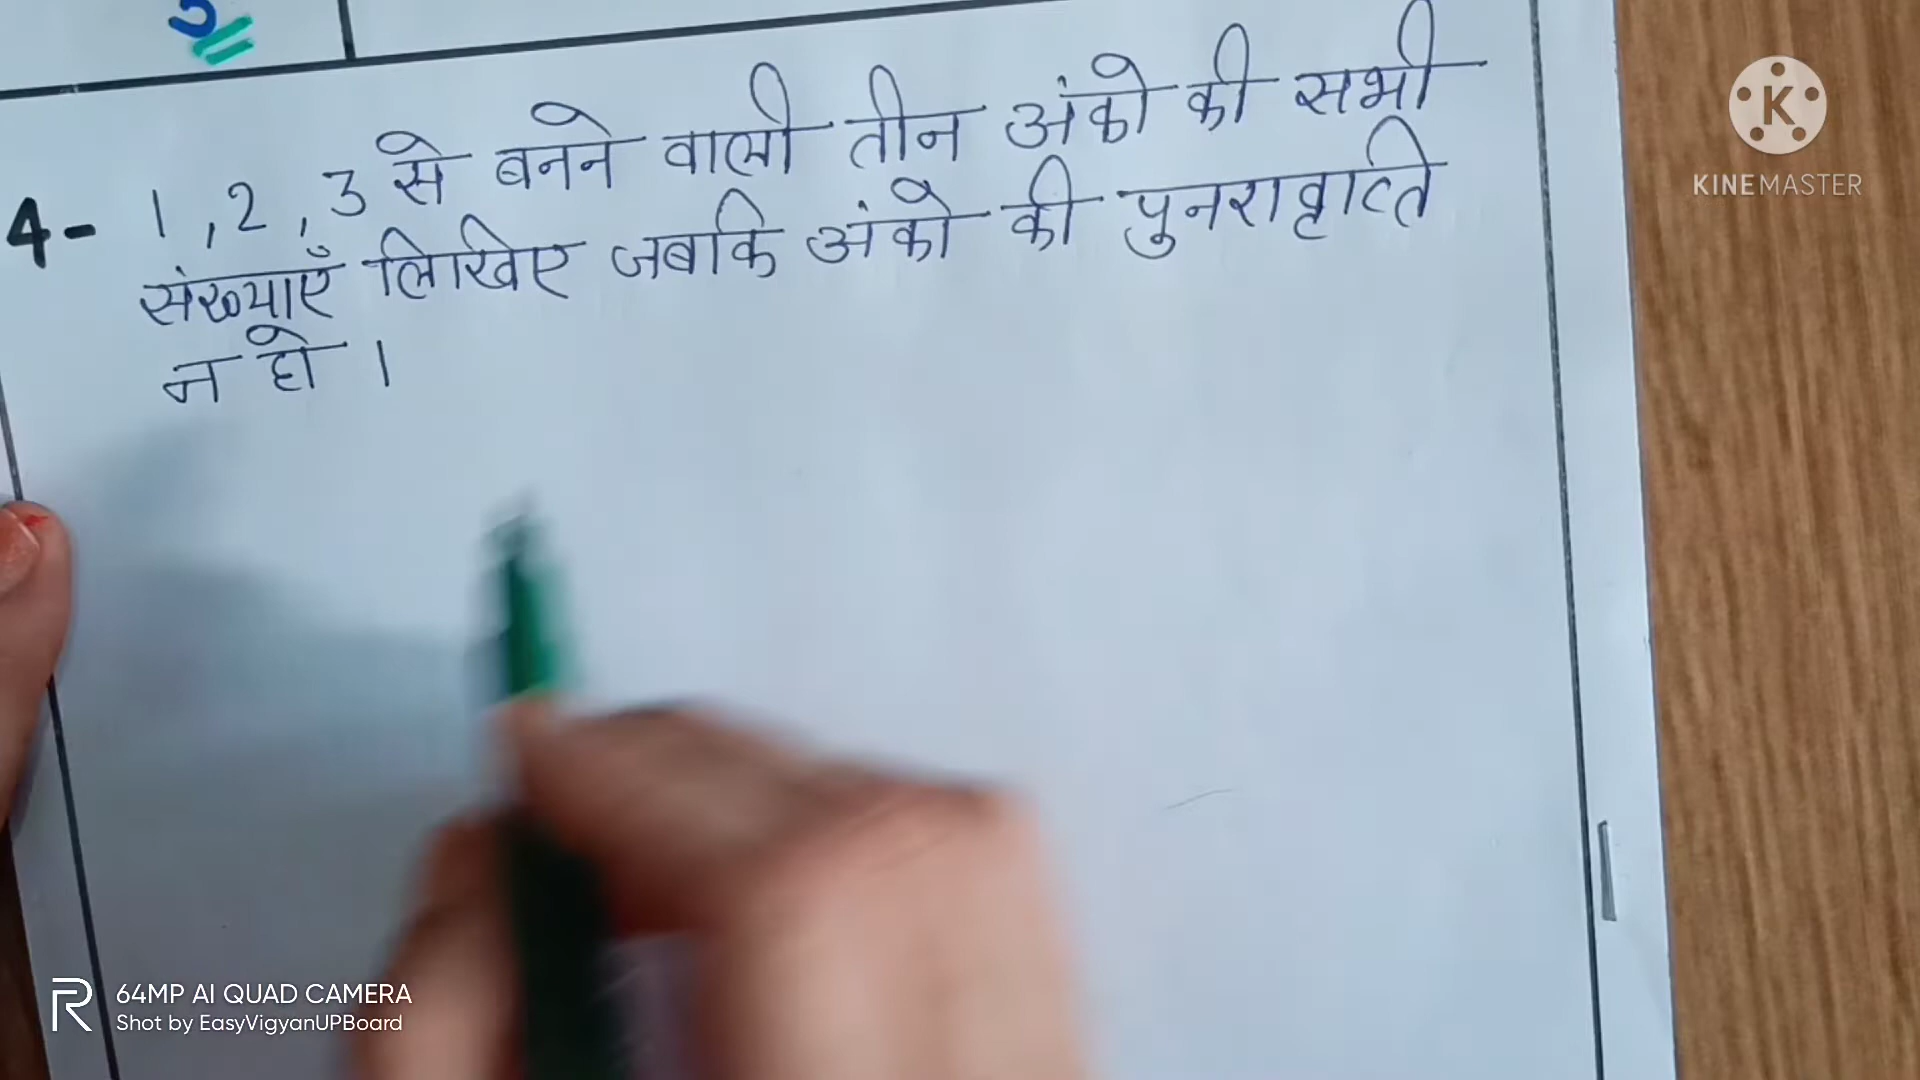 4- 1, 2, 3 से बनने वाली तीन अंको की सभी
संख्याएँ लिखिए जबकि अंको की पुनरावृत्ति
न हो ।
K
KINEMASTER
R
64MP AI QUAD CAMERA
Shot by EasyVigyanUPBoard